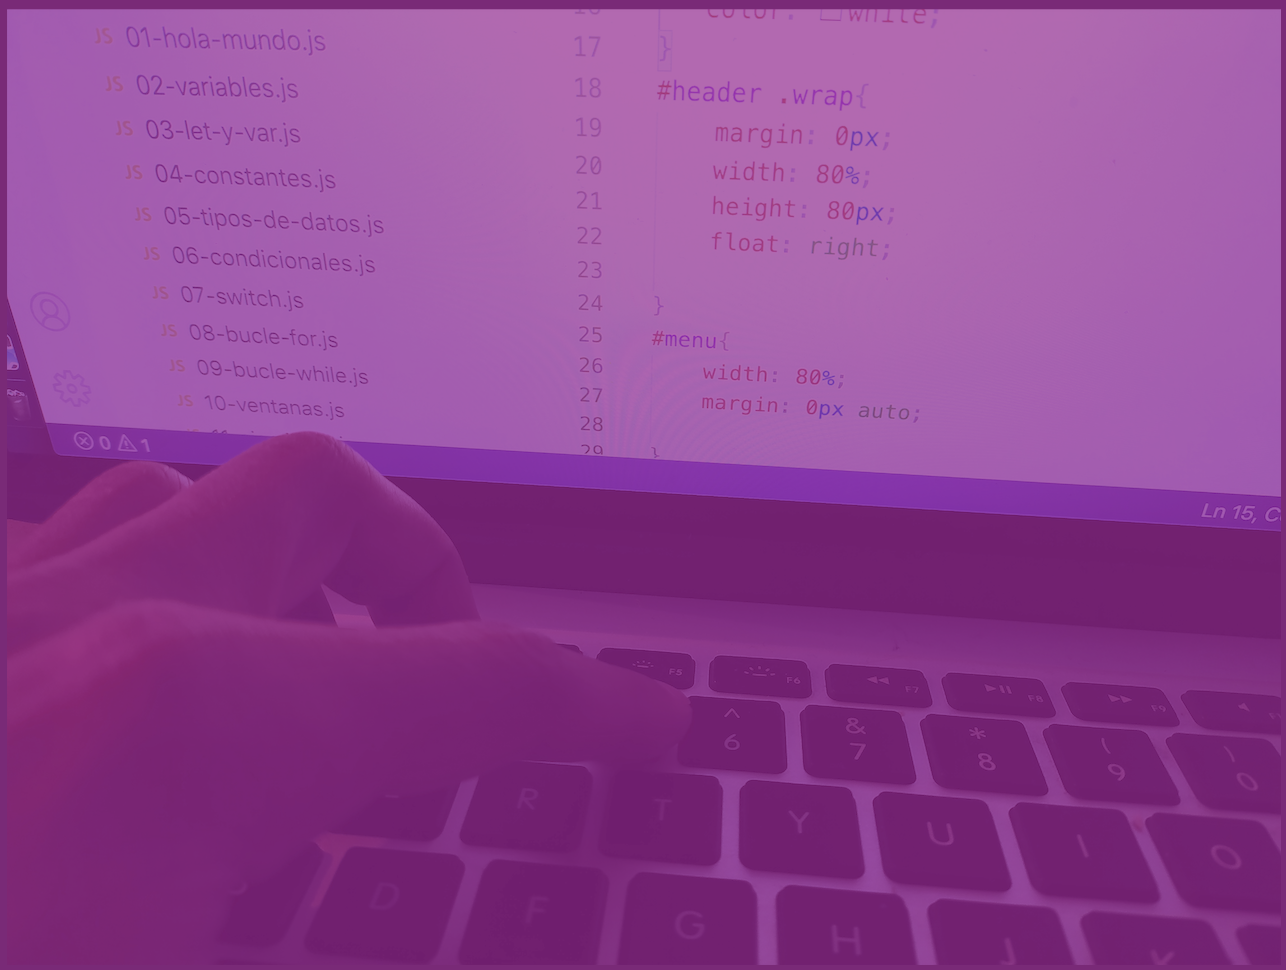 JS 01-hola-mundo.js
JS 02-variables.js
JS 03-let-y-var.js
JS 04-constantes.js
JS 05-tipos-de-datos.js
JS 06-condicionales.js
JS 07-switch.js
JS 08-bucle-for.js
JS 09-bucle-while.js
JS 10-ventanas.js
0 1
16 color: white;
17 }
18 #header .wrap{
19 margin: 0px;
20 width: 80%;
21 height: 80px;
22 float: right;
23
24 }
25 #menu{
26 width: 80%;
27 margin: 0px auto;
28
29 }
Ln 15, C
F5 F6 F7 F8 F9
^ & * ( )
6 7 8 9 0
R T Y U I O
D F G H J K